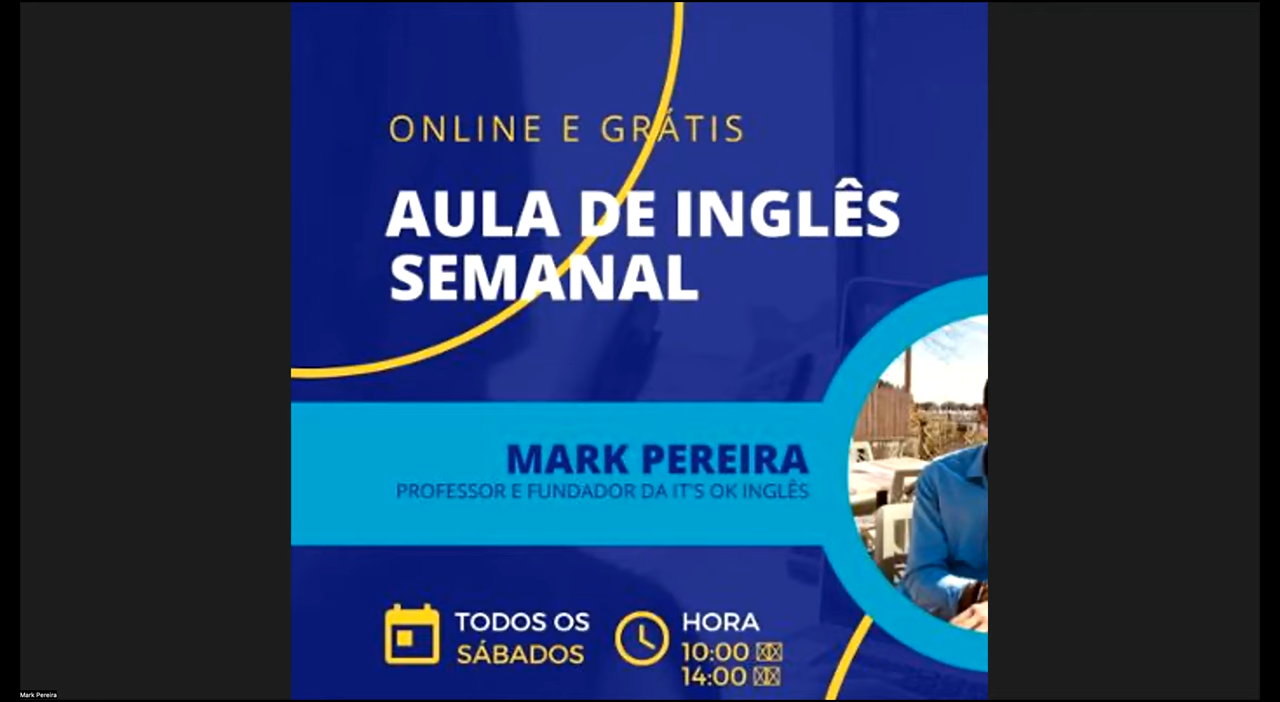 ONLINE E GRÁTIS
AULA DE INGLÊS
SEMANAL
MARK PEREIRA
PROFESSOR E FUNDADOR DA IT'S OK INGLÊS
TODOS OS
SÁBADOS
HORA
10:00
14:00
Mark Pereira